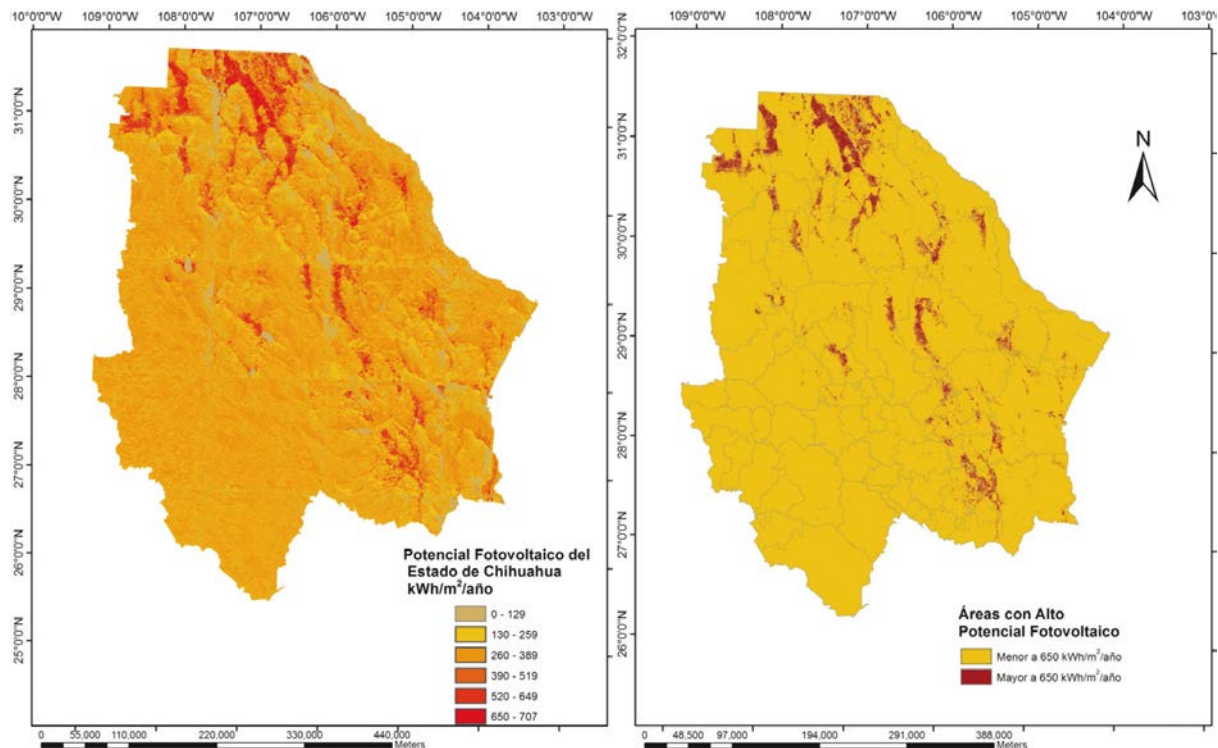 10°0'0"W 108°0'0"W 107°0'0"W 106°0'0"W 105°0'0"W 104°0'0"W 103°0'0"W
31°0'0"N
30°0'0"N
29°0'0"N
28°0'0"N
27°0'0"N
26°0'0"N
25°0'0"N
Potencial Fotovoltaico del
Estado de Chihuahua
kWh/m²/año
0 - 129
130 - 259
260 - 389
390 - 519
520 - 649
650 - 707
0 55,000 110,000 220,000 330,000 440,000
Meters
109°0'0"W 108°0'0"W 107°0'0"W 106°0'0"W 105°0'0"W 104°0'0"W 103°0'0"W
32°0'0"N
31°0'0"N
30°0'0"N
29°0'0"N
28°0'0"N
27°0'0"N
26°0'0"N
N
Áreas con Alto
Potencial Fotovoltaico
Menor a 650 kWh/m²/año
Mayor a 650 kWh/m²/año
0 48,500 97,000 194,000 291,000 388,000
Meters